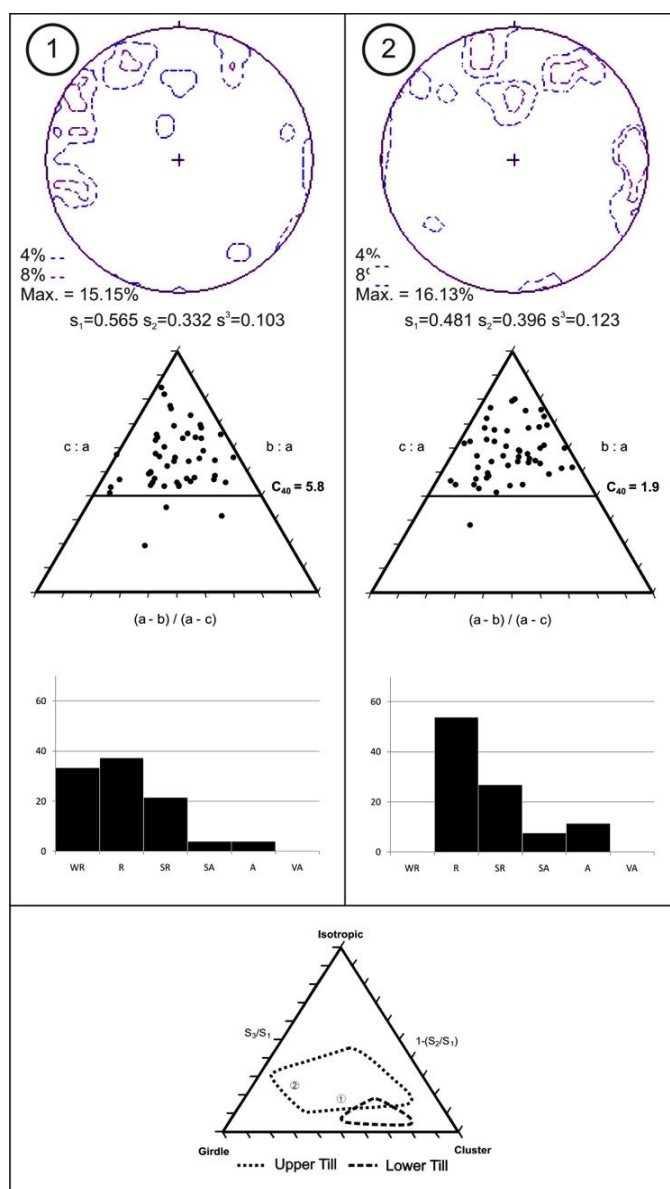 1
4%
8%
Max. = 15.15%
s₁=0.565 s₂=0.332 s³=0.103
c : a
b : a
C₄₀ = 5.8
(a - b) / (a - c)
60
40
20
0
WR R SR SA A VA
2
4%
8%
Max. = 16.13%
s₁=0.481 s₂=0.396 s³=0.123
c : a
b : a
C₄₀ = 1.9
(a - b) / (a - c)
60
40
20
0
WR R SR SA A VA
Isotropic
S₃/S₁
1-(S₂/S₁)
②
①
Girdle
Cluster
Upper Till Lower Till